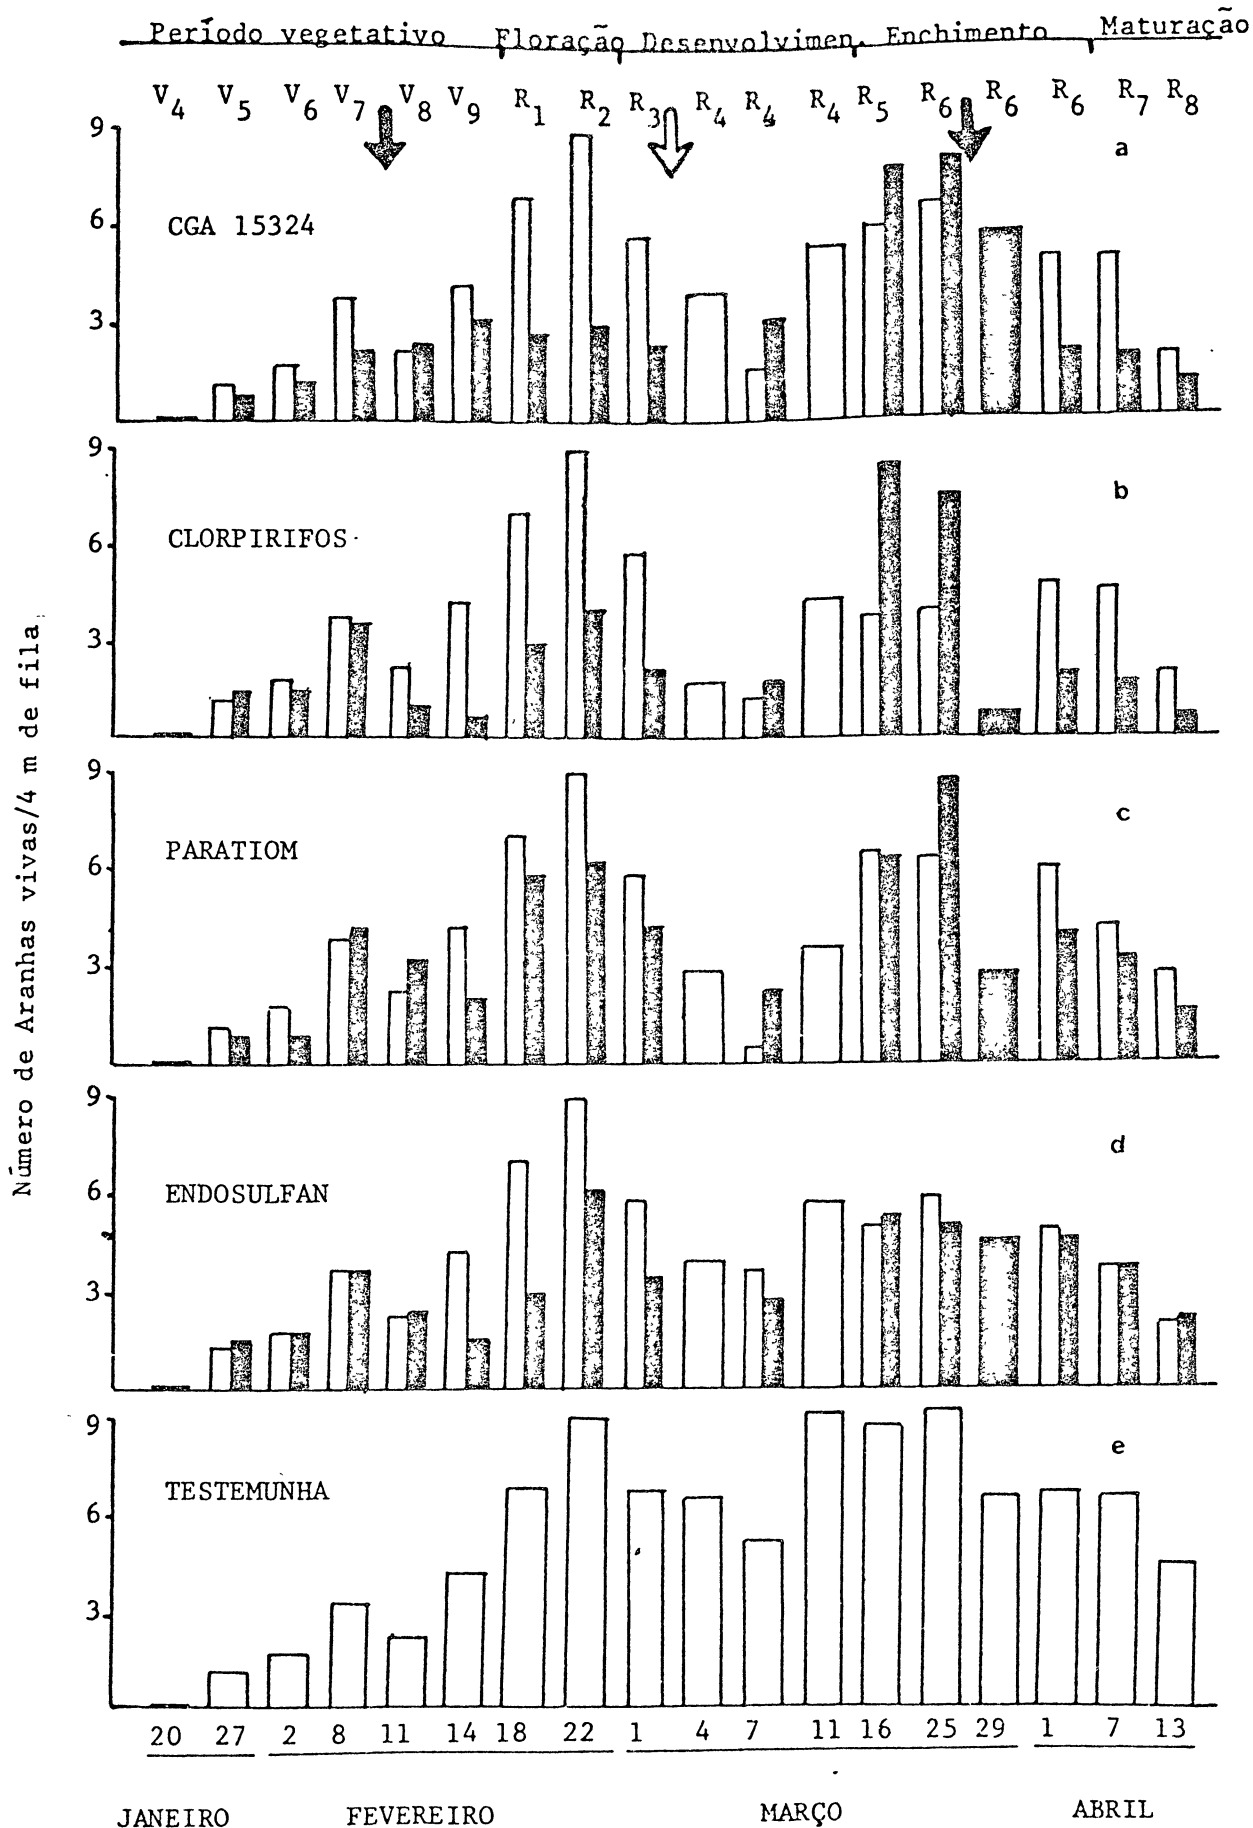 Período vegetativo Floração Desenvolvimen. Enchimento Maturação
V4 V5 V6 V7 V8 V9 R1 R2 R3 R4 R4 R4 R5 R6 R6 R6 R7 R8
9
a
6
CGA 15324
3
9
b
CLORPIRIFOS
6
3
9
c
PARATIOM
6
3
9
d
6
ENDOSULFAN
3
9
e
TESTEMUNHA
6
3
Número de Aranhas vivas/4 m de fila
20 27 2 8 11 14 18 22 1 4 7 11 16 25 29 1 7 13
JANEIRO FEVEREIRO MARÇO ABRIL